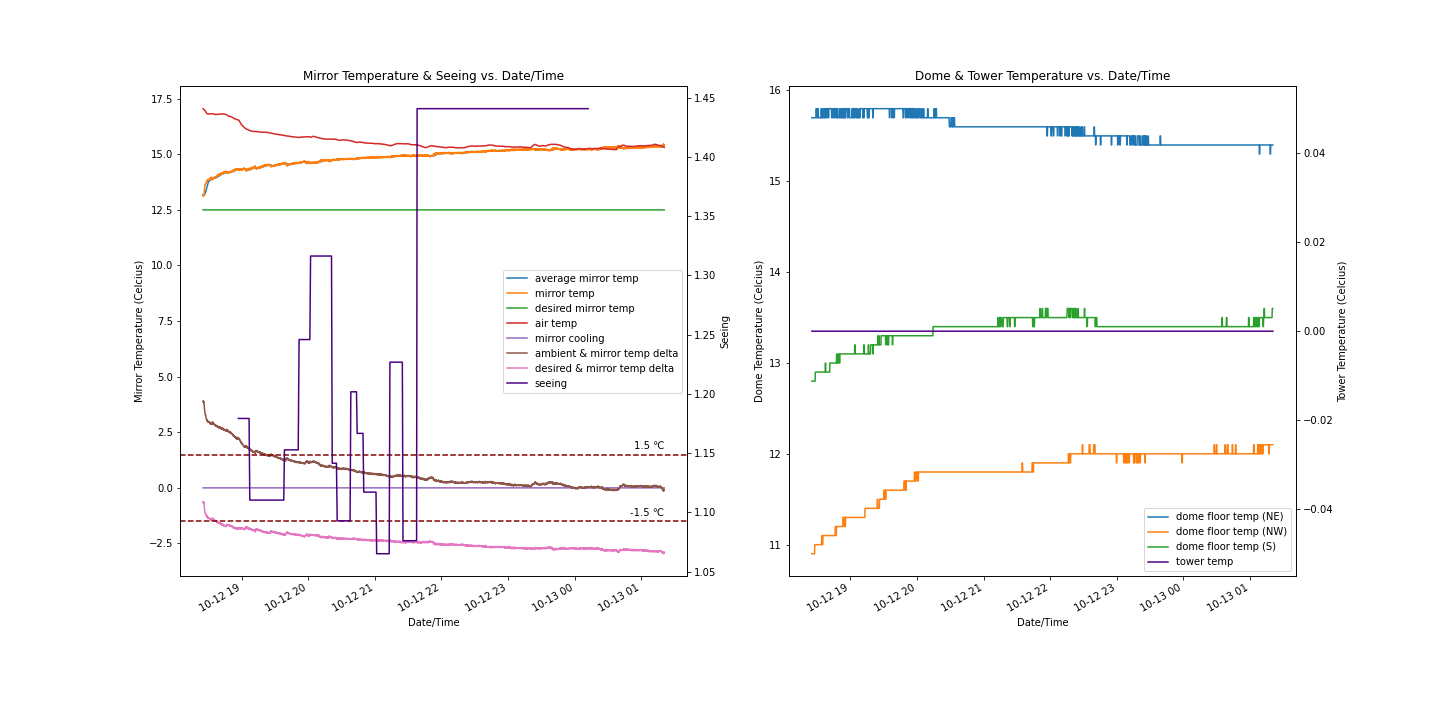 Mirror Temperature & Seeing vs. Date/Time
17.5
15.0
12.5
10.0
7.5
5.0
2.5
0.0
−2.5
Mirror Temperature (Celcius)
1.45
1.40
1.35
1.30
1.25
1.20
1.15
1.10
1.05
Seeing
average mirror temp
mirror temp
desired mirror temp
air temp
mirror cooling
ambient & mirror temp delta
desired & mirror temp delta
seeing
1.5 °C
-1.5 °C
10-12 19
10-12 20
10-12 21
10-12 22
10-12 23
10-13 00
10-13 01
Date/Time
Dome & Tower Temperature vs. Date/Time
16
15
14
13
12
11
Dome Temperature (Celcius)
0.04
0.02
0.00
−0.02
−0.04
Tower Temperature (Celcius)
dome floor temp (NE)
dome floor temp (NW)
dome floor temp (S)
tower temp
10-12 19
10-12 20
10-12 21
10-12 22
10-12 23
10-13 00
10-13 01
Date/Time